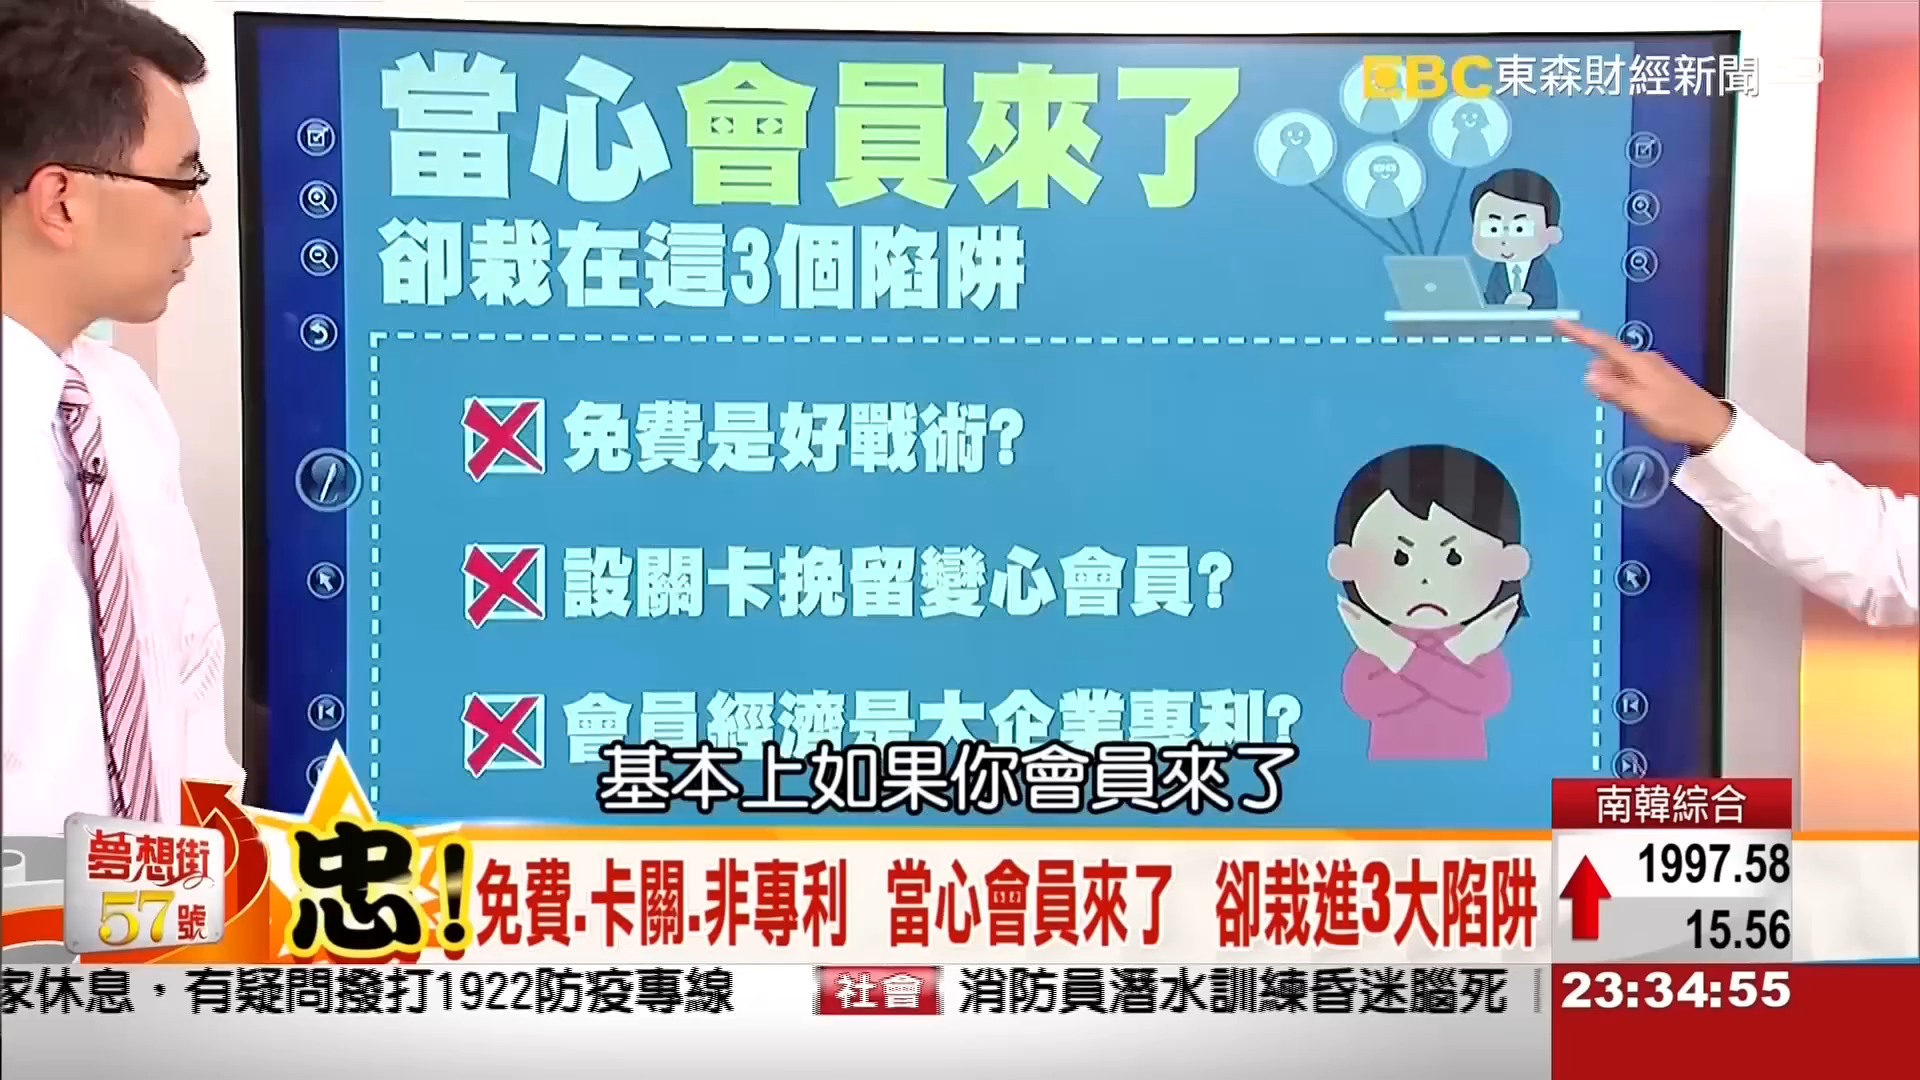 EBC東森財經新聞
當心會員來了
卻栽在這3個陷阱
免費是好戰術?
設關卡挽留變心會員?
會員經濟是大企業專利?
基本上如果你會員來了
夢想街
57號
忠!
免費.卡關.非專利 當心會員來了 卻栽進3大陷阱
南韓綜合
1997.58
15.56
家休息,有疑問撥打1922防疫專線 社會 消防員潛水訓練昏迷腦死
23:34:55